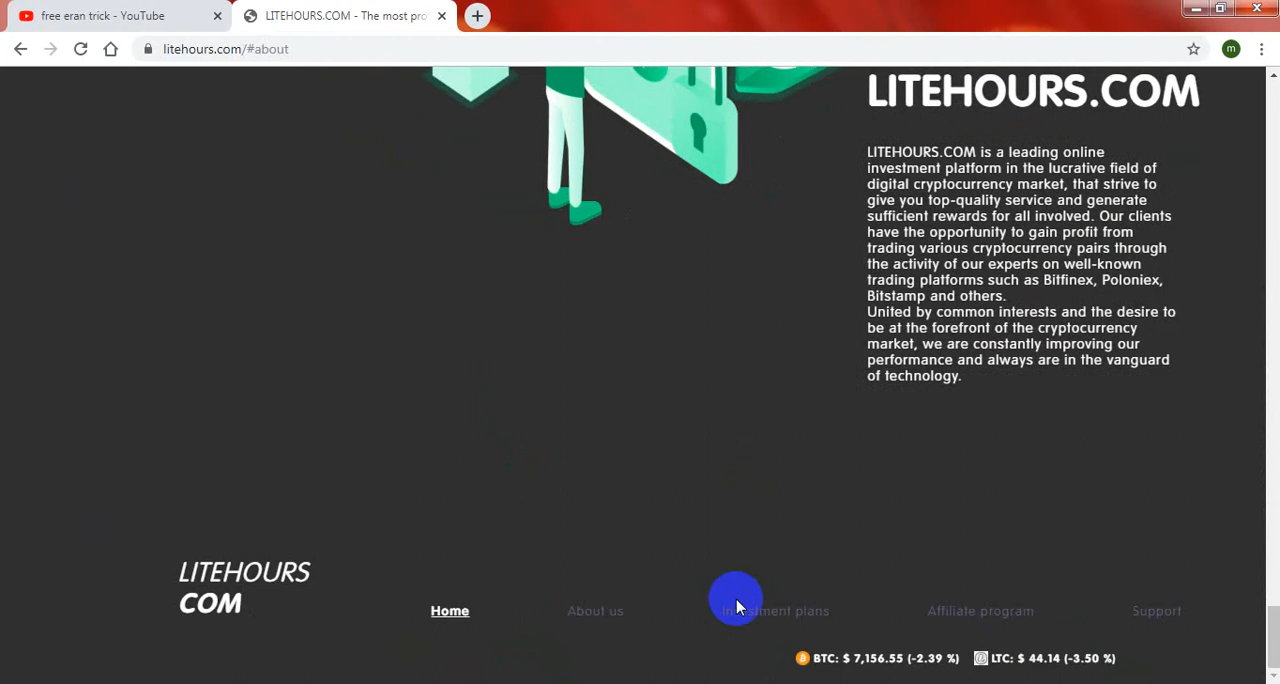 free eran trick - YouTube
LITEHOURS.COM - The most pro
m
litehours.com/#about
LITEHOURS.COM
LITEHOURS.COM is a leading online
investment platform in the lucrative field of
digital cryptocurrency market, that strive to
give you top-quality service and generate
sufficient rewards for all involved. Our clients
have the opportunity to gain profit from
trading various cryptocurrency pairs through
the activity of our experts on well-known
trading platforms such as Bitfinex, Poloniex,
Bitstamp and others.
United by common interests and the desire to
be at the forefront of the cryptocurrency
market, we are constantly improving our
performance and always are in the vanguard
of technology.
LITEHOURS
COM
Home About us Investment plans Affiliate program Support
BTC: $ 7,156.55 (-2.39 %) LTC: $ 44.14 (-3.50 %)